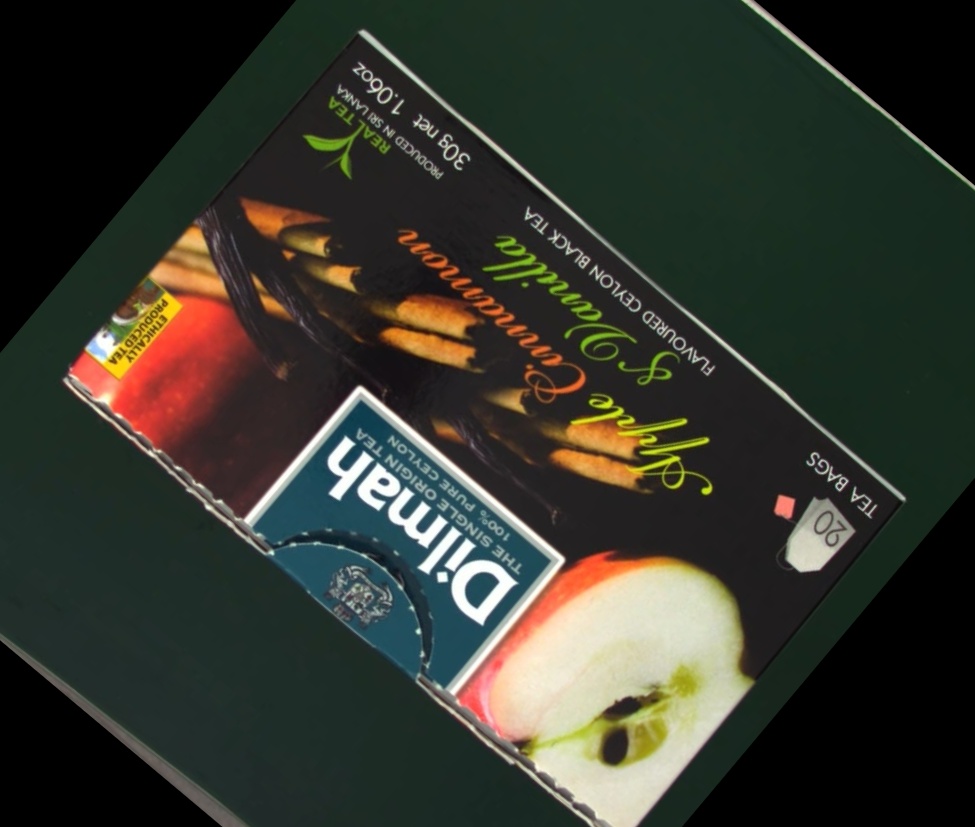 Dilmah
THE SINGLE ORIGIN TEA
100% PURE CEYLON
ETHICALLY
PRODUCED TEA
Apple Cinnamon
& Vanilla
FLAVOURED CEYLON BLACK TEA
20
TEA BAGS
REAL TEA
PRODUCED IN SRI LANKA
30g net 1.06oz